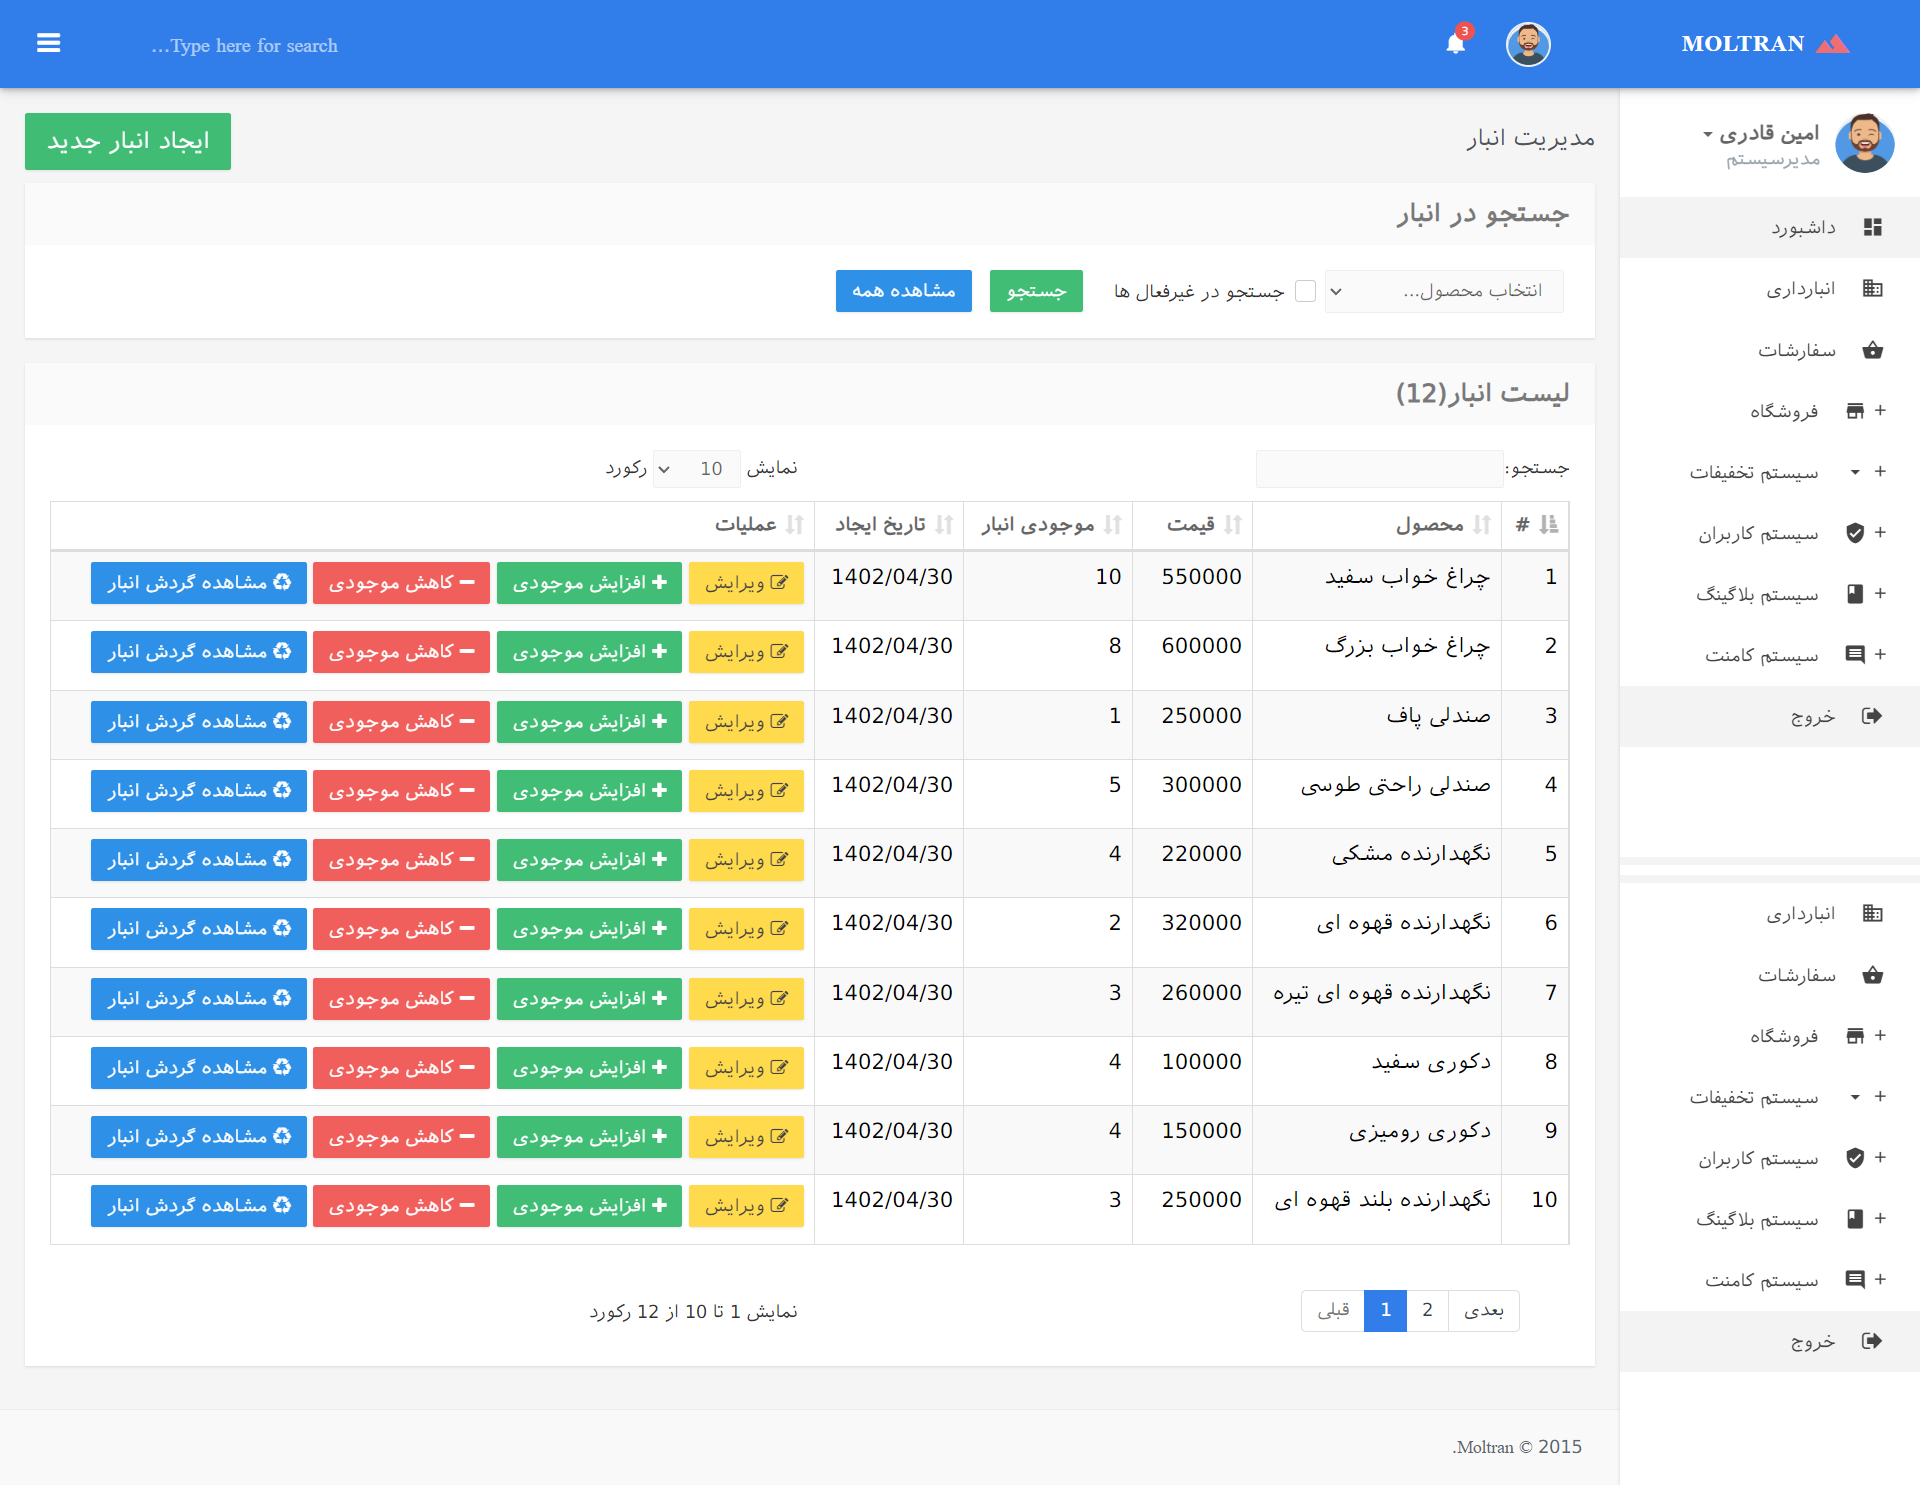 MOLTRAN
3
Type here for search...
امین قادری
مدیرسیستم
داشبورد
انبارداری
سفارشات
+ فروشگاه
+ سیستم تخفیفات
+ سیستم کاربران
+ سیستم بلاگینگ
+ سیستم کامنت
خروج
انبارداری
سفارشات
+ فروشگاه
+ سیستم تخفیفات
+ سیستم کاربران
+ سیستم بلاگینگ
+ سیستم کامنت
خروج
مدیریت انبار
ایجاد انبار جدید
جستجو در انبار
انتخاب محصول... جستجو در غیرفعال ها جستجو مشاهده همه
لیست انبار(12)
جستجو: نمایش 10 رکورد
# محصول قیمت موجودی انبار تاریخ ایجاد عملیات
1 چراغ خواب سفید 550000 10 1402/04/30 ویرایش افزایش موجودی کاهش موجودی مشاهده گردش انبار
2 چراغ خواب بزرگ 600000 8 1402/04/30 ویرایش افزایش موجودی کاهش موجودی مشاهده گردش انبار
3 صندلی پاف 250000 1 1402/04/30 ویرایش افزایش موجودی کاهش موجودی مشاهده گردش انبار
4 صندلی راحتی طوسی 300000 5 1402/04/30 ویرایش افزایش موجودی کاهش موجودی مشاهده گردش انبار
5 نگهدارنده مشکی 220000 4 1402/04/30 ویرایش افزایش موجودی کاهش موجودی مشاهده گردش انبار
6 نگهدارنده قهوه ای 320000 2 1402/04/30 ویرایش افزایش موجودی کاهش موجودی مشاهده گردش انبار
7 نگهدارنده قهوه ای تیره 260000 3 1402/04/30 ویرایش افزایش موجودی کاهش موجودی مشاهده گردش انبار
8 دکوری سفید 100000 4 1402/04/30 ویرایش افزایش موجودی کاهش موجودی مشاهده گردش انبار
9 دکوری رومیزی 150000 4 1402/04/30 ویرایش افزایش موجودی کاهش موجودی مشاهده گردش انبار
10 نگهدارنده بلند قهوه ای 250000 3 1402/04/30 ویرایش افزایش موجودی کاهش موجودی مشاهده گردش انبار
بعدی 2 1 قبلی
نمایش 1 تا 10 از 12 رکورد
2015 © Moltran.